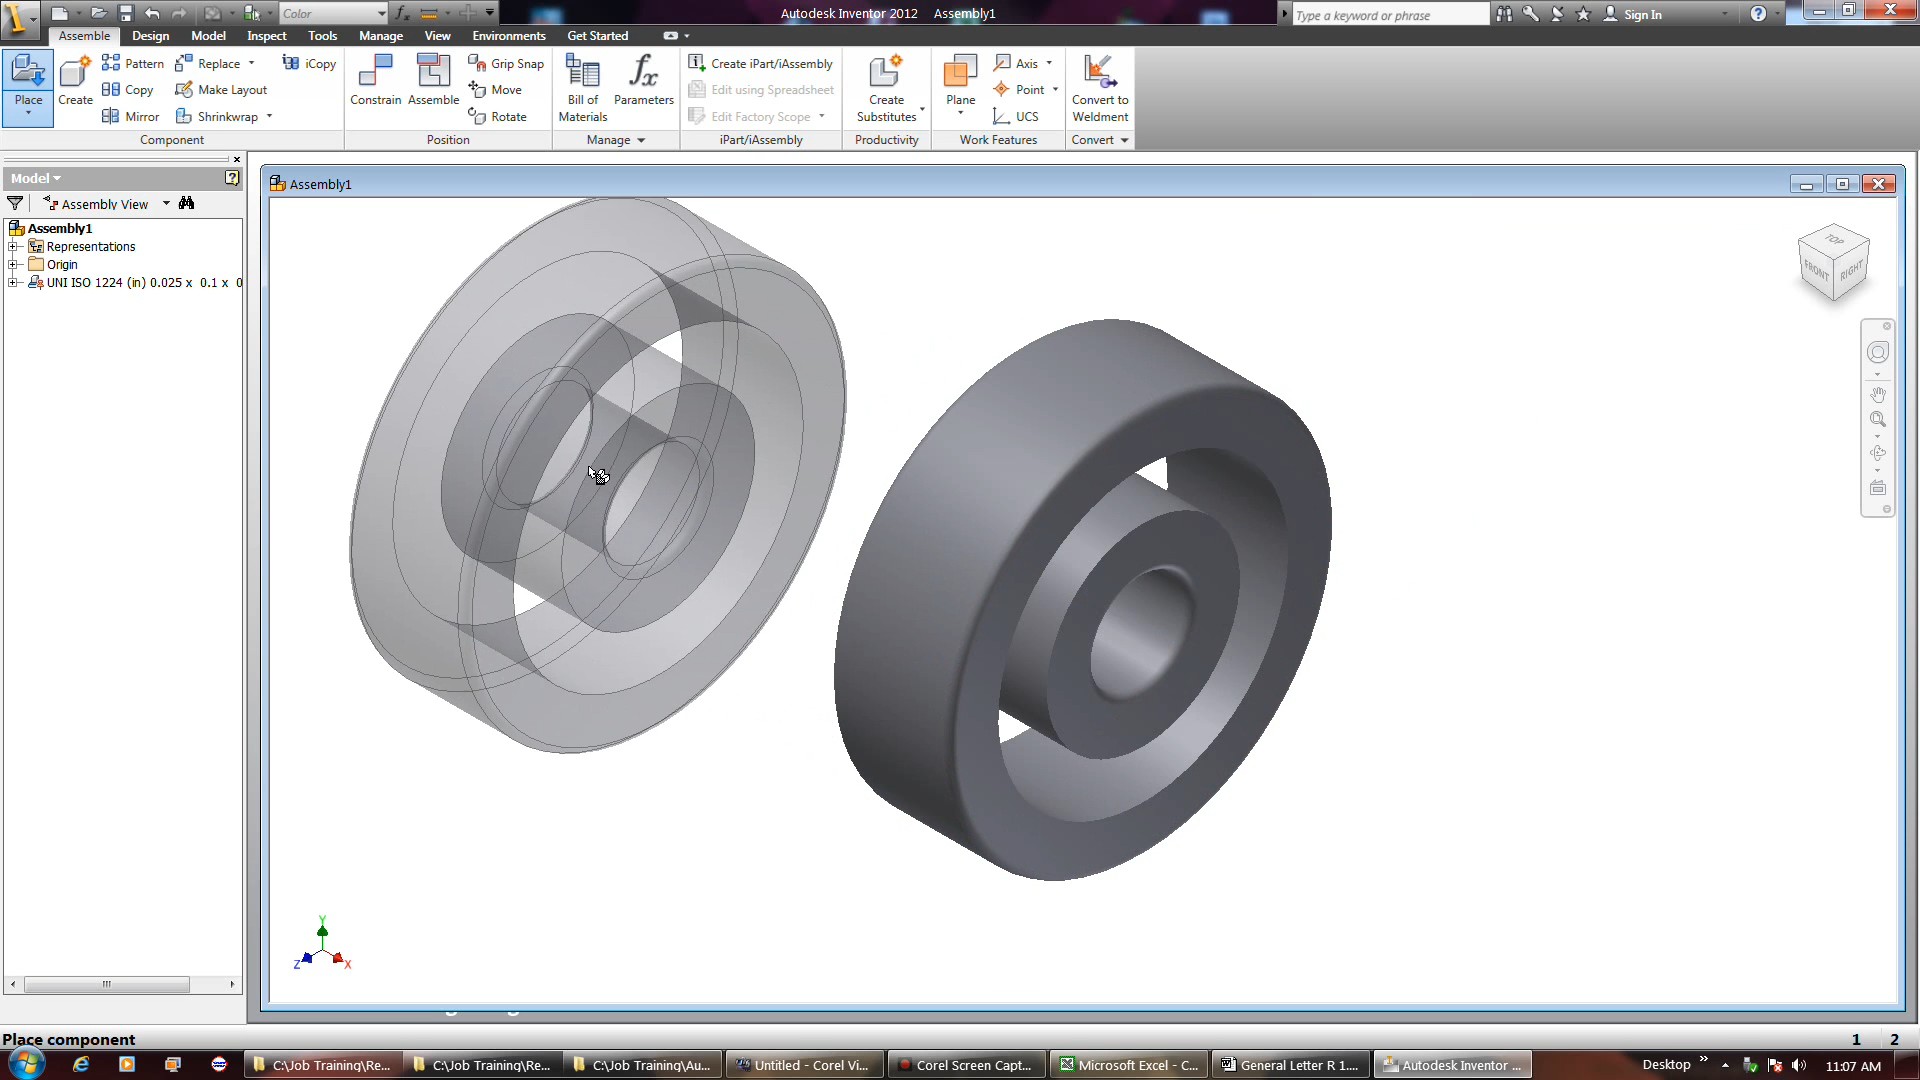 Color
Autodesk Inventor 2012 Assembly1
Type a keyword or phrase
Sign In
Assemble Design Model Inspect Tools Manage View Environments Get Started
Place
Create
Pattern
Copy
Mirror
Replace
Make Layout
Shrinkwrap
iCopy
Component
Constrain
Assemble
Grip Snap
Move
Rotate
Position
Bill of Materials
Parameters
Manage
Create iPart/iAssembly
Edit using Spreadsheet
Edit Factory Scope
iPart/iAssembly
Create Substitutes
Productivity
Plane
Axis
Point
UCS
Work Features
Convert to Weldment
Convert
Model
Assembly View
Assembly1
Representations
Origin
UNI ISO 1224 (in) 0.025 x 0.1 x 0
Assembly1
TOP
FRONT
RIGHT
Y
Z
X
Place component
1 2
C:\Job Training\Re...
C:\Job Training\Re...
C:\Job Training\Au...
Untitled - Corel Vi...
Corel Screen Capt...
Microsoft Excel - C...
General Letter R 1....
Autodesk Inventor ...
Desktop
11:07 AM